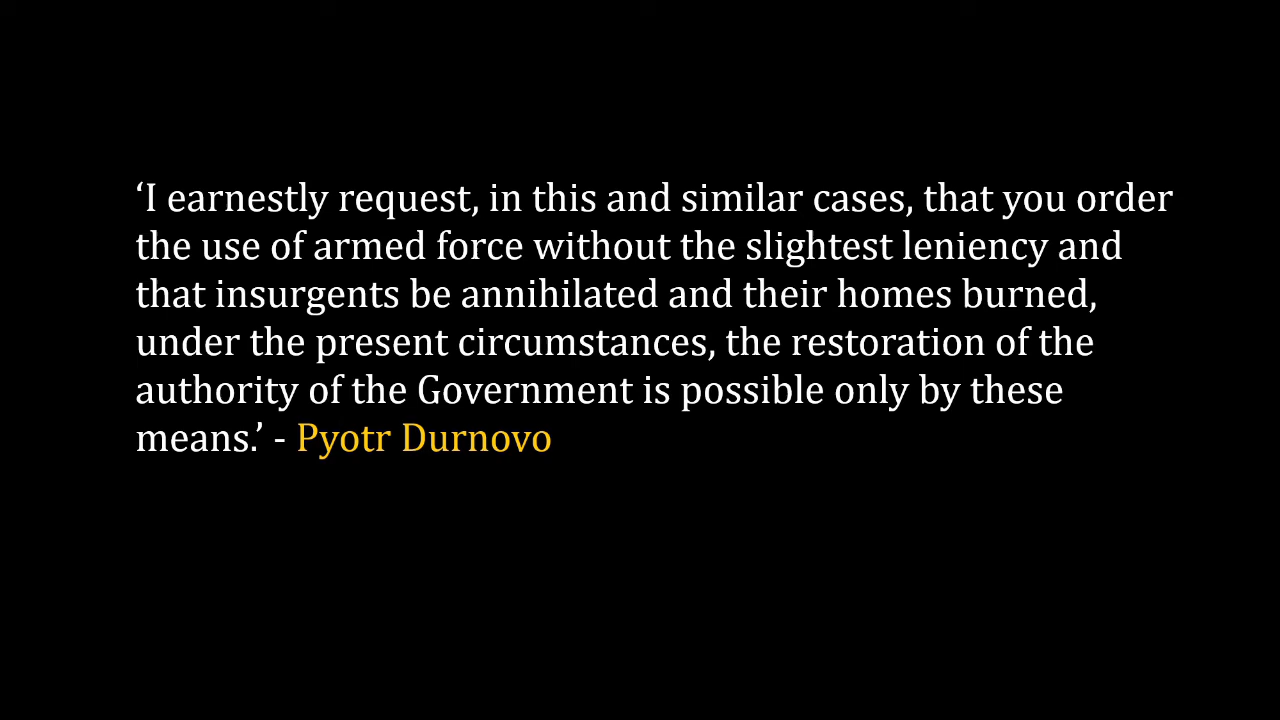 ‘I earnestly request, in this and similar cases, that you order
the use of armed force without the slightest leniency and
that insurgents be annihilated and their homes burned,
under the present circumstances, the restoration of the
authority of the Government is possible only by these
means.’ - Pyotr Durnovo